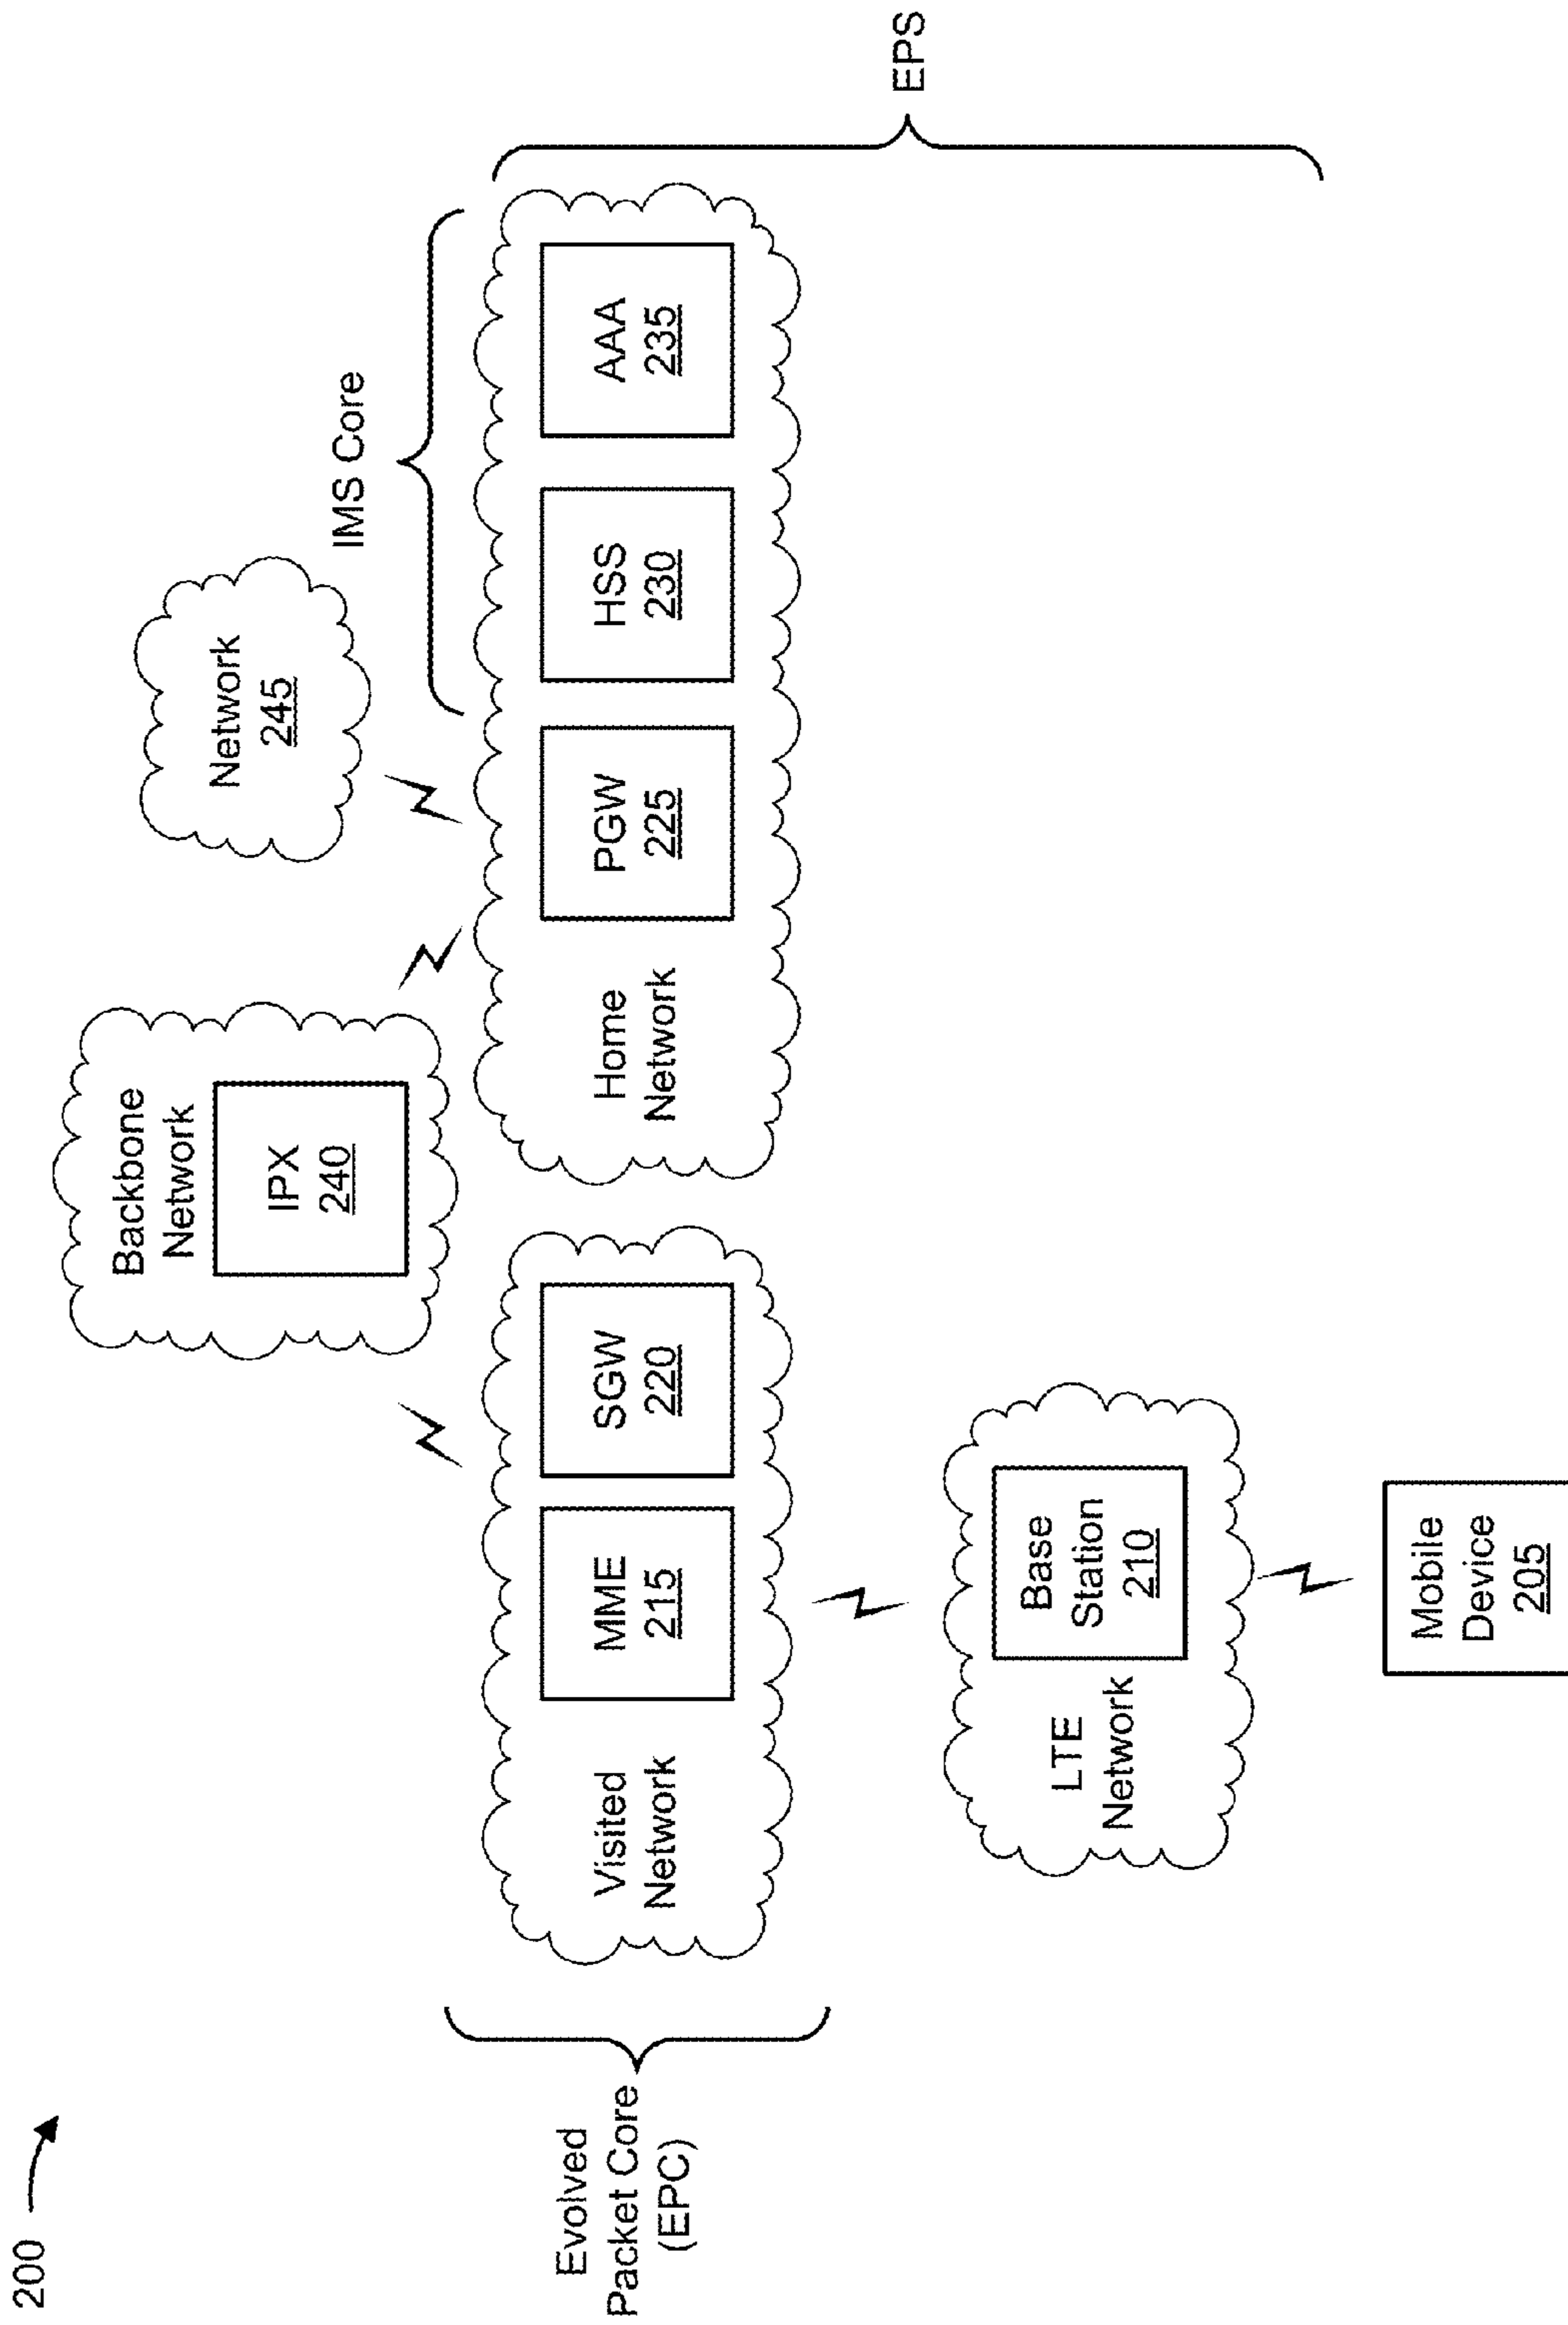 200
Backbone
Network
IPX
240
Network
245
IMS Core
Evolved
Packet Core
(EPC)
Visited
Network
MME
215
SGW
220
Home
Network
PGW
225
HSS
230
AAA
235
EPS
LTE
Network
Base
Station
210
Mobile
Device
205